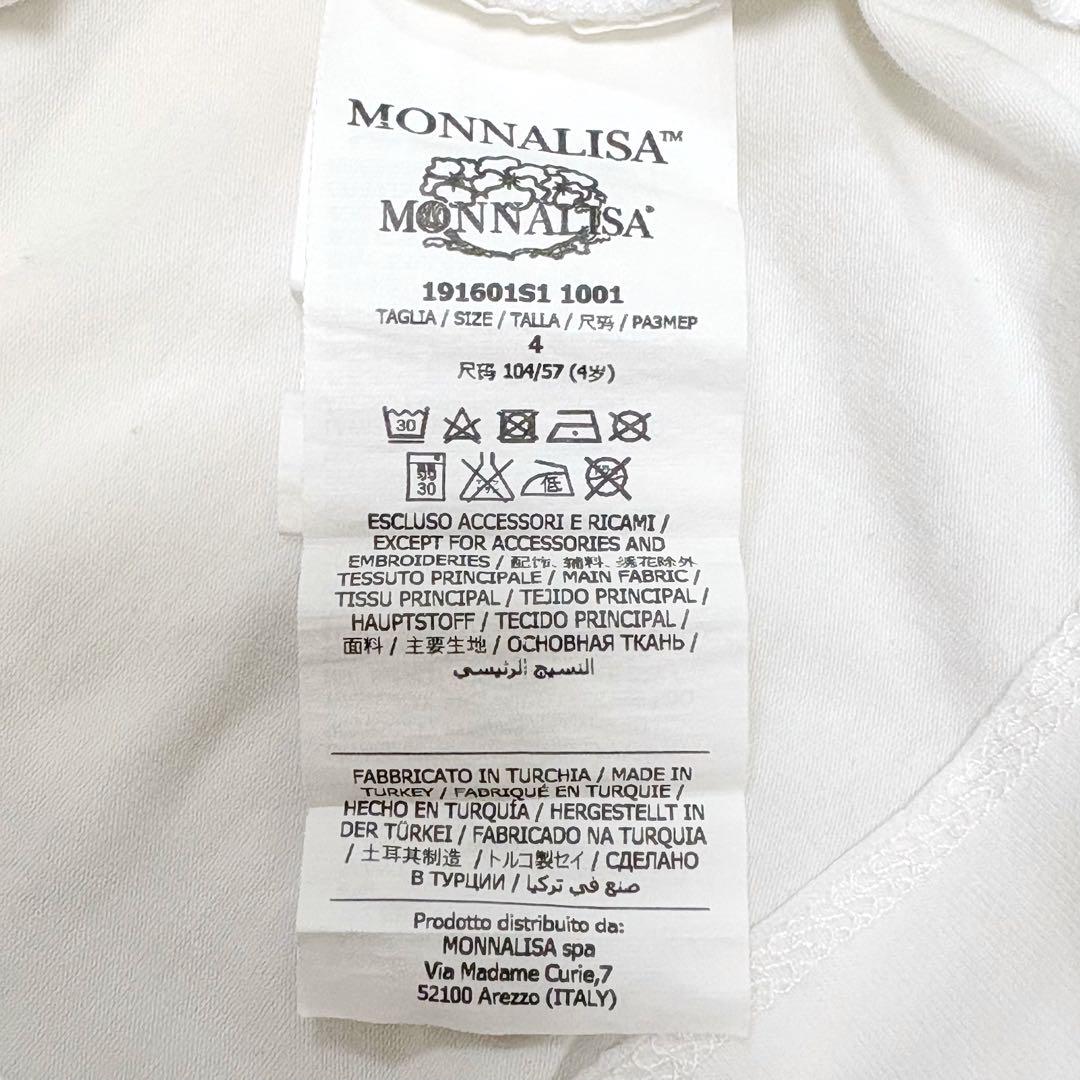 MONNALISA™
MONNALISA
191601S1 1001
TAGLIA / SIZE / TALLA / 尺码 / РАЗМЕР
4
尺码 104/57 (4岁)
30
30
低
ESCLUSO ACCESSORI E RICAMI /
EXCEPT FOR ACCESSORIES AND
EMBROIDERIES / 配饰、辅料、绣花除外
TESSUTO PRINCIPALE / MAIN FABRIC /
TISSU PRINCIPAL / TEJIDO PRINCIPAL /
HAUPTSTOFF / TECIDO PRINCIPAL /
面料 / 主要生地 / ОСНОВНАЯ ТКАНЬ /
النسيج الرئيسي
FABBRICATO IN TURCHIA / MADE IN
TURKEY / FABRIQUÉ EN TURQUIE /
HECHO EN TURQUÍA / HERGESTELLT IN
DER TÜRKEI / FABRICADO NA TURQUIA
/ 土耳其制造 / トルコ製セイ / СДЕЛАНО
В ТУРЦИИ / صنع في تركيا
Prodotto distribuito da:
MONNALISA spa
Via Madame Curie,7
52100 Arezzo (ITALY)